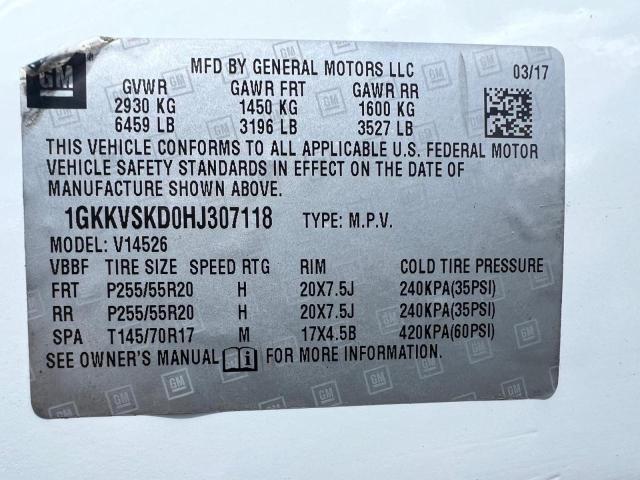 GM
MFD BY GENERAL MOTORS LLC 03/17
GVWR GAWR FRT GAWR RR
2930 KG 1450 KG 1600 KG
6459 LB 3196 LB 3527 LB
THIS VEHICLE CONFORMS TO ALL APPLICABLE U.S. FEDERAL MOTOR
VEHICLE SAFETY STANDARDS IN EFFECT ON THE DATE OF
MANUFACTURE SHOWN ABOVE.
1GKKVSKD0HJ307118 TYPE: M.P.V.
MODEL: V14526
VBBF TIRE SIZE SPEED RTG RIM COLD TIRE PRESSURE
FRT P255/55R20 H 20X7.5J 240KPA(35PSI)
RR P255/55R20 H 20X7.5J 240KPA(35PSI)
SPA T145/70R17 M 17X4.5B 420KPA(60PSI)
SEE OWNER'S MANUAL FOR MORE INFORMATION.